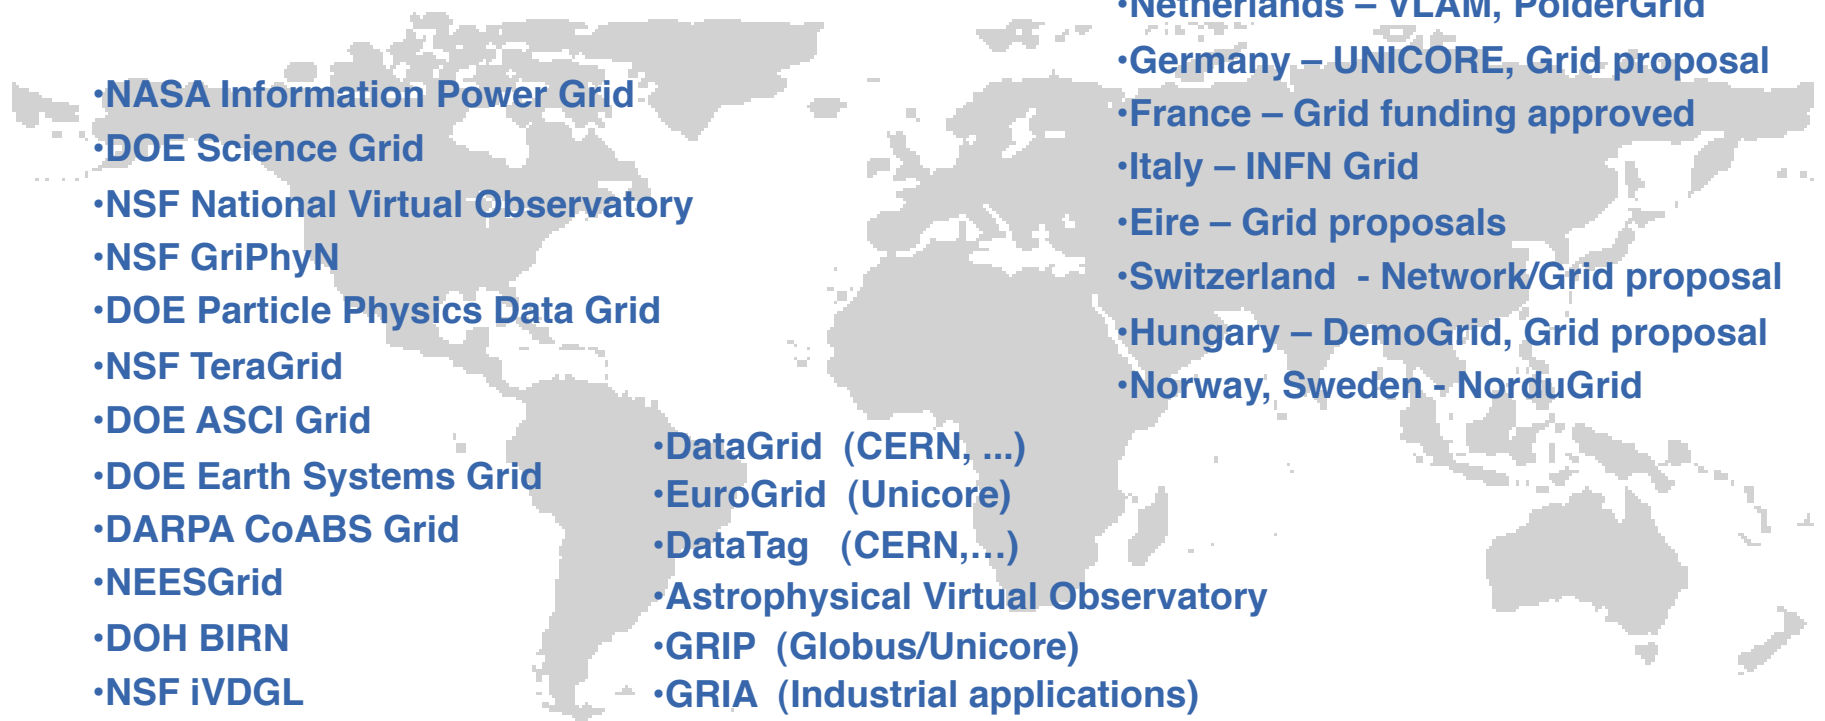 •NASA Information Power Grid
•DOE Science Grid
•NSF National Virtual Observatory
•NSF GriPhyN
•DOE Particle Physics Data Grid
•NSF TeraGrid
•DOE ASCI Grid
•DOE Earth Systems Grid
•DARPA CoABS Grid
•NEESGrid
•DOH BIRN
•NSF iVDGL
•DataGrid (CERN, ...)
•EuroGrid (Unicore)
•DataTag (CERN,…)
•Astrophysical Virtual Observatory
•GRIP (Globus/Unicore)
•GRIA (Industrial applications)
•Netherlands – VLAM, PolderGrid
•Germany – UNICORE, Grid proposal
•France – Grid funding approved
•Italy – INFN Grid
•Eire – Grid proposals
•Switzerland - Network/Grid proposal
•Hungary – DemoGrid, Grid proposal
•Norway, Sweden - NorduGrid